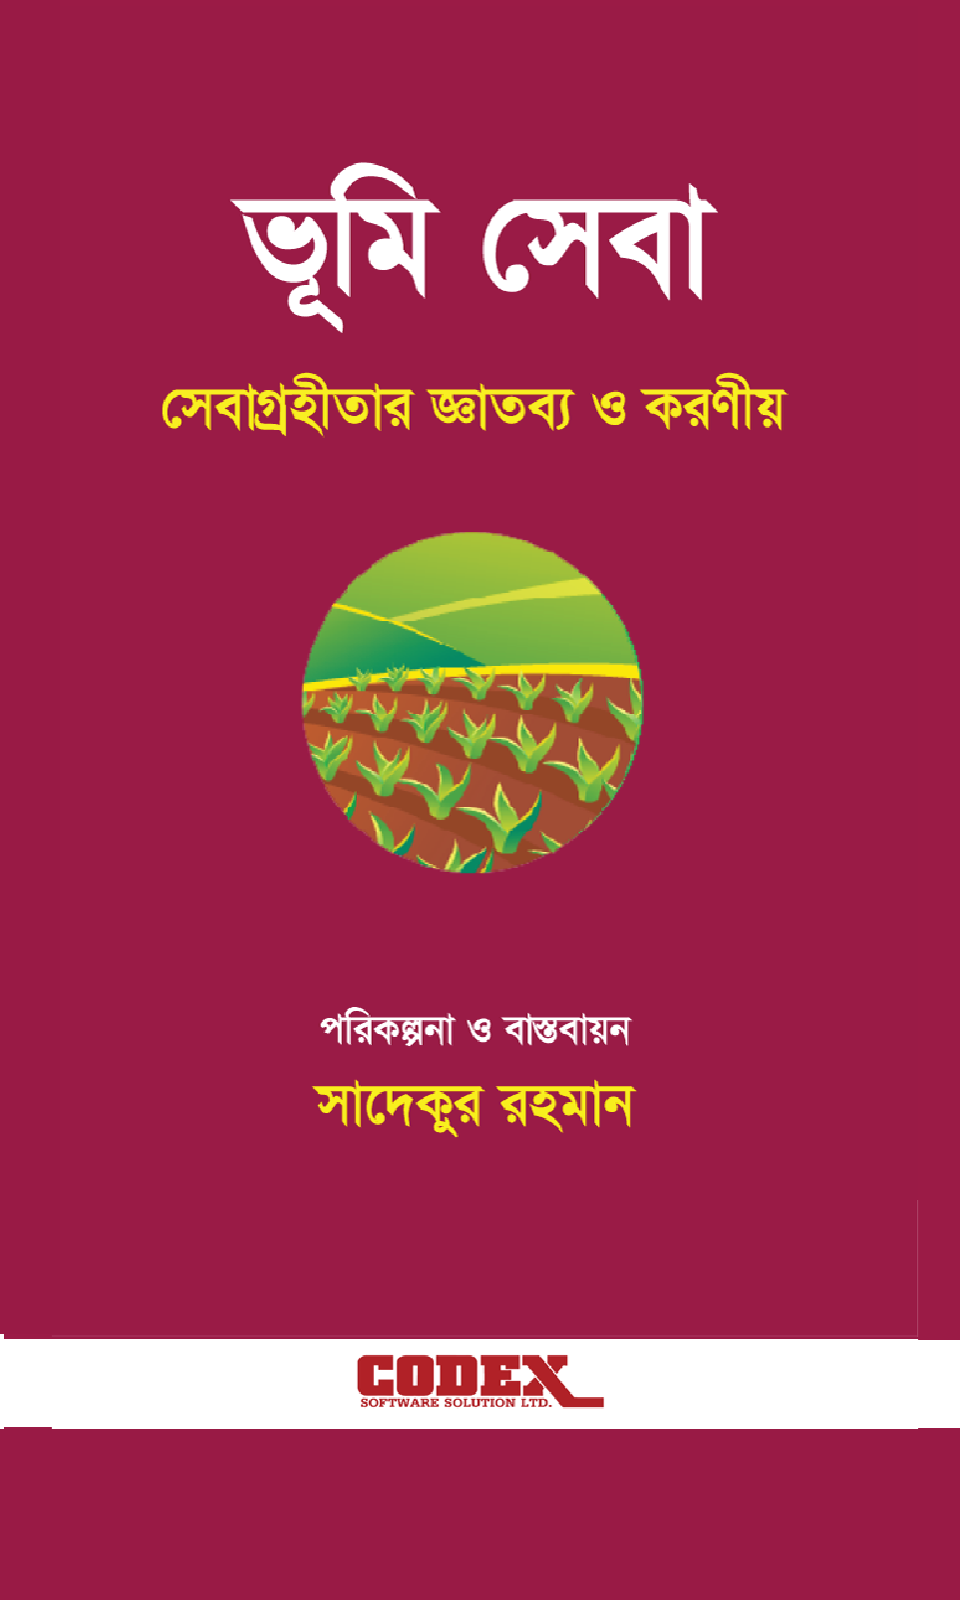 ভূমি সেবা
সেবাগ্রহীতার জ্ঞাতব্য ও করণীয়
পরিকল্পনা ও বাস্তবায়ন
সাদেকুর রহমান
CODEX
SOFTWARE SOLUTION LTD.